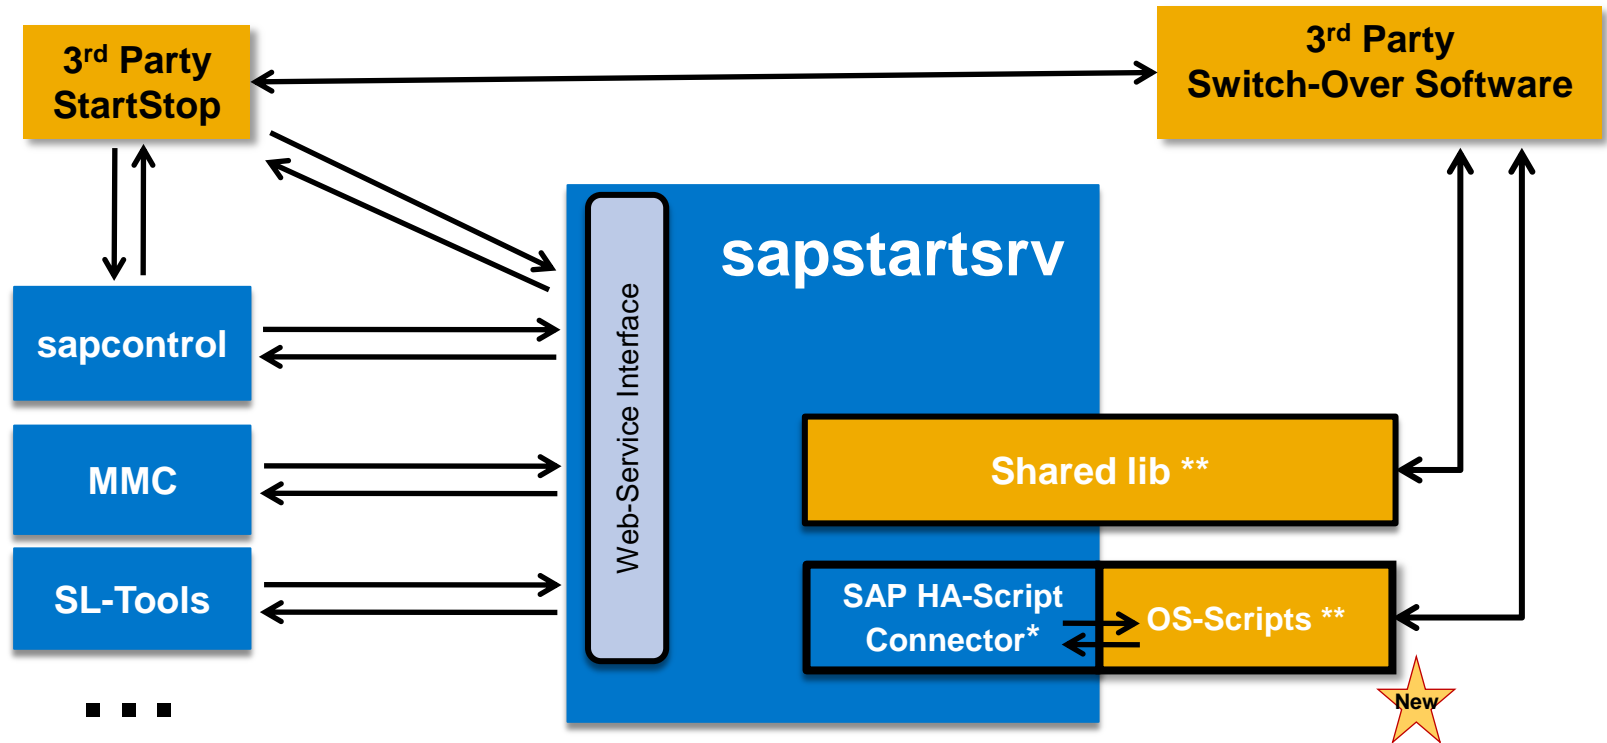 3rd Party
StartStop
3rd Party
Switch-Over Software
sapstartsrv
Web-Service Interface
sapcontrol
MMC
SL-Tools
...
Shared lib **
SAP HA-Script
Connector*
OS-Scripts **
New